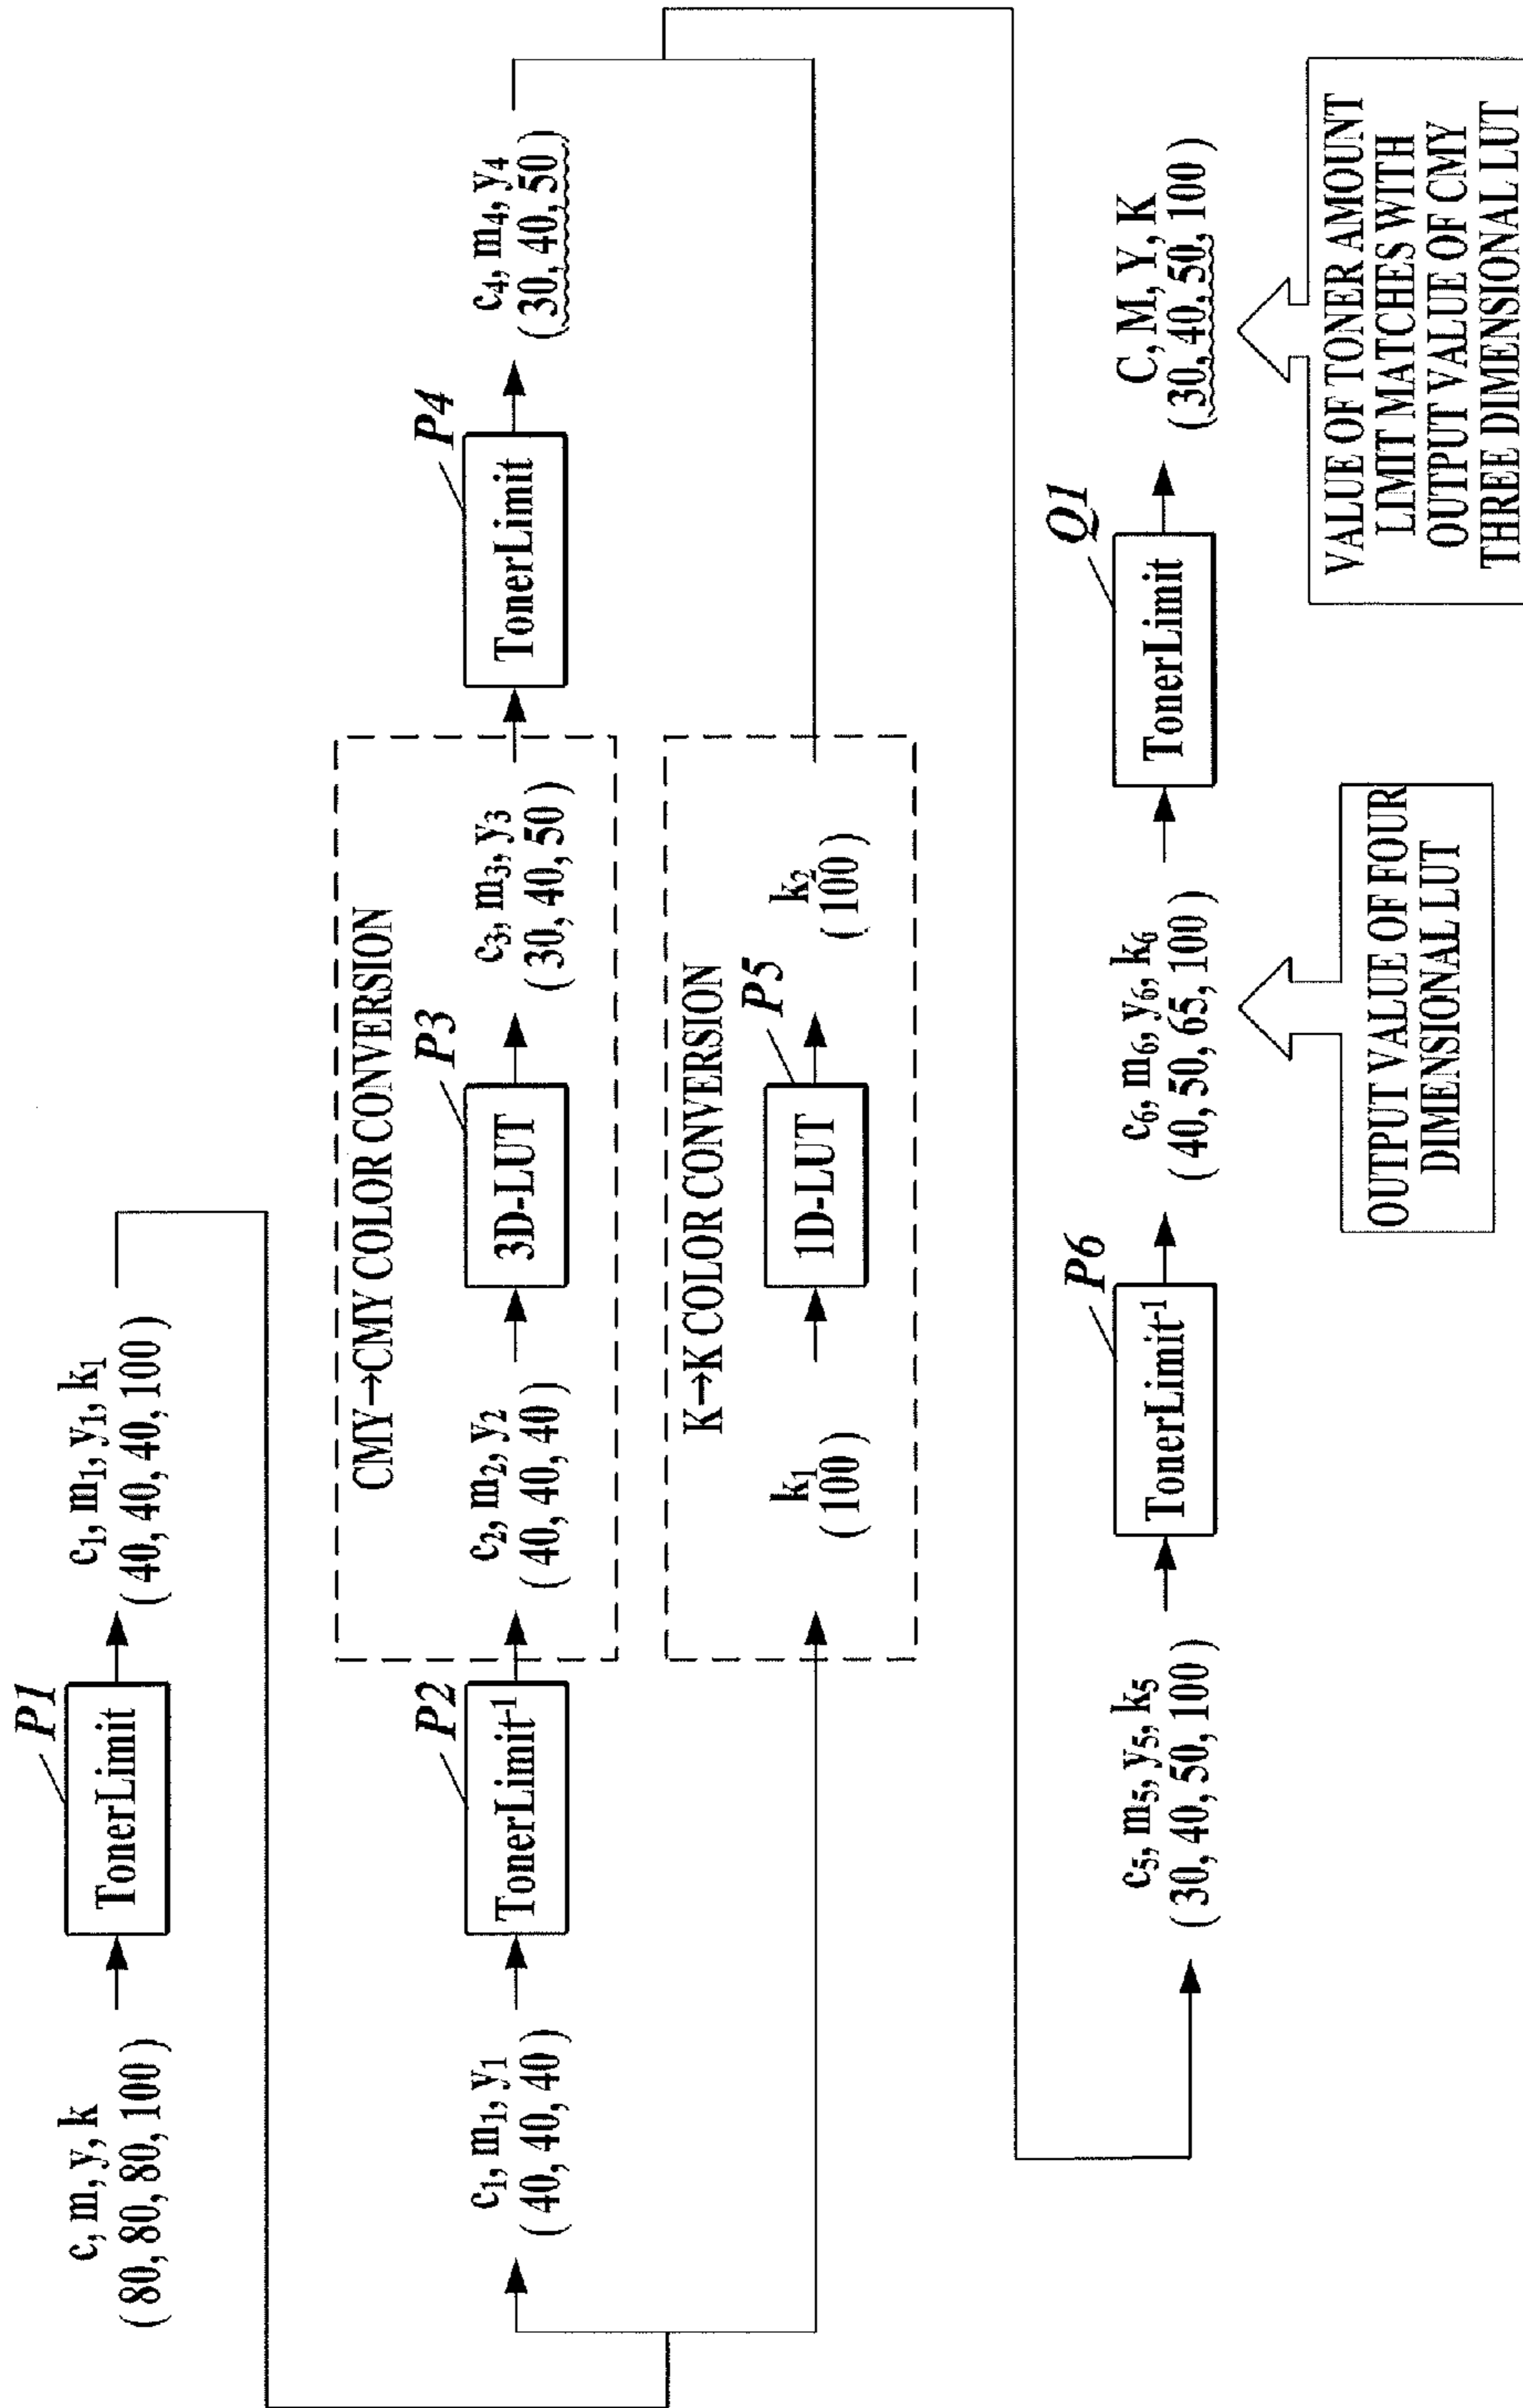 c, m, y, k
( 80, 80, 80, 100 )
P1
TonerLimit
c1, m1, y1, k1
( 40, 40, 40, 100 )
c1, m1, y1
( 40, 40, 40 )
P2
TonerLimit-1
CMY→CMY COLOR CONVERSION
c2, m2, y2
( 40, 40, 40 )
P3
3D-LUT
c3, m3, y3
( 30, 40, 50 )
P4
TonerLimit
c4, m4, y4
( 30, 40, 50 )
K→K COLOR CONVERSION
k1
( 100 )
P5
1D-LUT
k2
( 100 )
c5, m5, y5, k5
( 30, 40, 50, 100 )
P6
TonerLimit-1
c6, m6, y6, k6
( 40, 50, 65, 100 )
Q1
TonerLimit
C, M, Y, K
( 30, 40, 50, 100 )
OUTPUT VALUE OF FOUR
DIMENSIONAL LUT
VALUE OF TONER AMOUNT
LIMIT MATCHES WITH
OUTPUT VALUE OF CMY
THREE DIMENSIONAL LUT